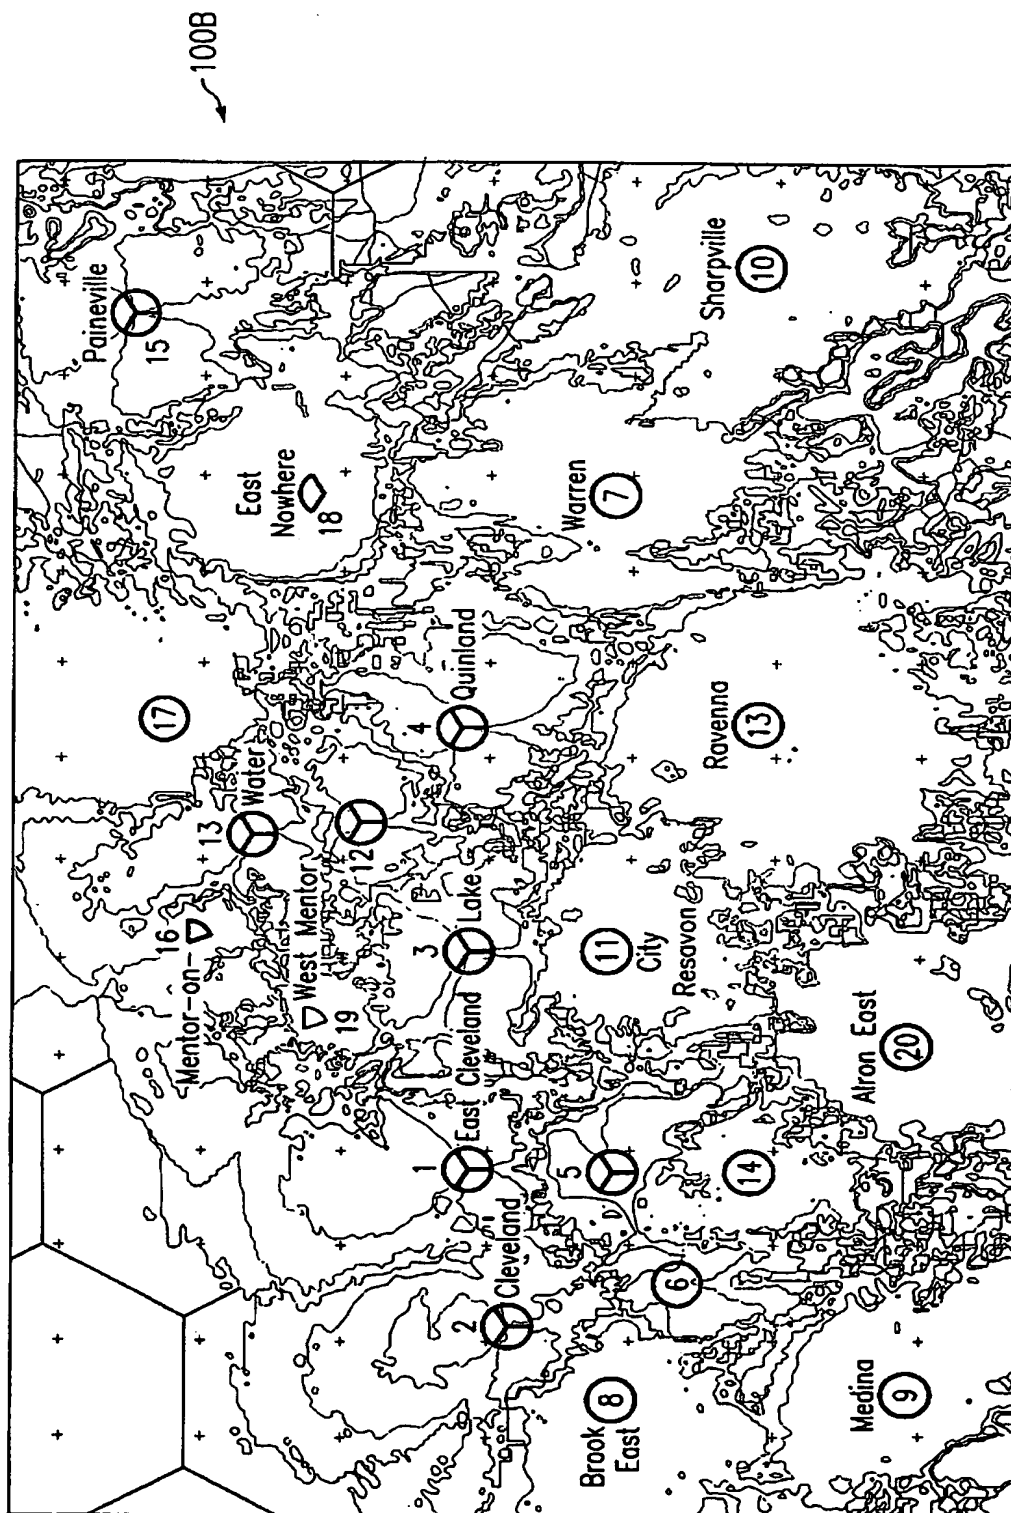 100B
Paineville
15
East
Nowhere
18
17
Sharpville
10
Warren
7
13
Water
Mentor-on-
16
West Mentor
19
12
4
Quinland
3
Lake
East Cleveland
1
Ravenna
13
11
City
Resavon
5
2
Cleveland
14
6
Atron East
20
Brook
East
8
Medina
9